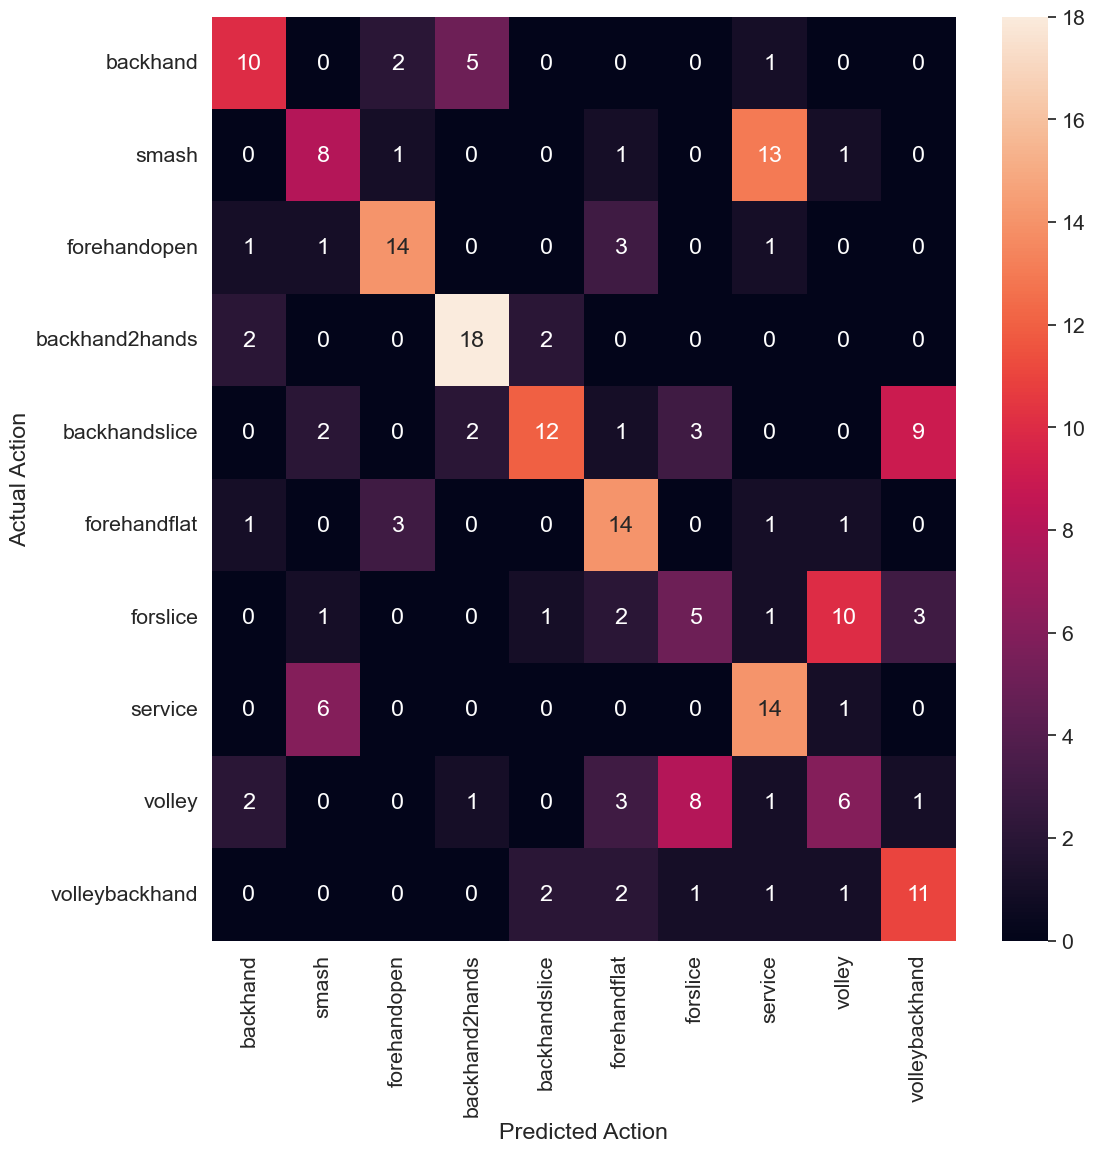 backhand 10 0 2 5 0 0 0 1 0 0
smash 0 8 1 0 0 1 0 13 1 0
forehandopen 1 1 14 0 0 3 0 1 0 0
backhand2hands 2 0 0 18 2 0 0 0 0 0
backhandslice 0 2 0 2 12 1 3 0 0 9
forehandflat 1 0 3 0 0 14 0 1 1 0
forslice 0 1 0 0 1 2 5 1 10 3
service 0 6 0 0 0 0 0 14 1 0
volley 2 0 0 1 0 3 8 1 6 1
volleybackhand 0 0 0 0 2 2 1 1 1 11
Actual Action
backhand
smash
forehandopen
backhand2hands
backhandslice
forehandflat
forslice
service
volley
volleybackhand
Predicted Action
18
16
14
12
10
8
6
4
2
0